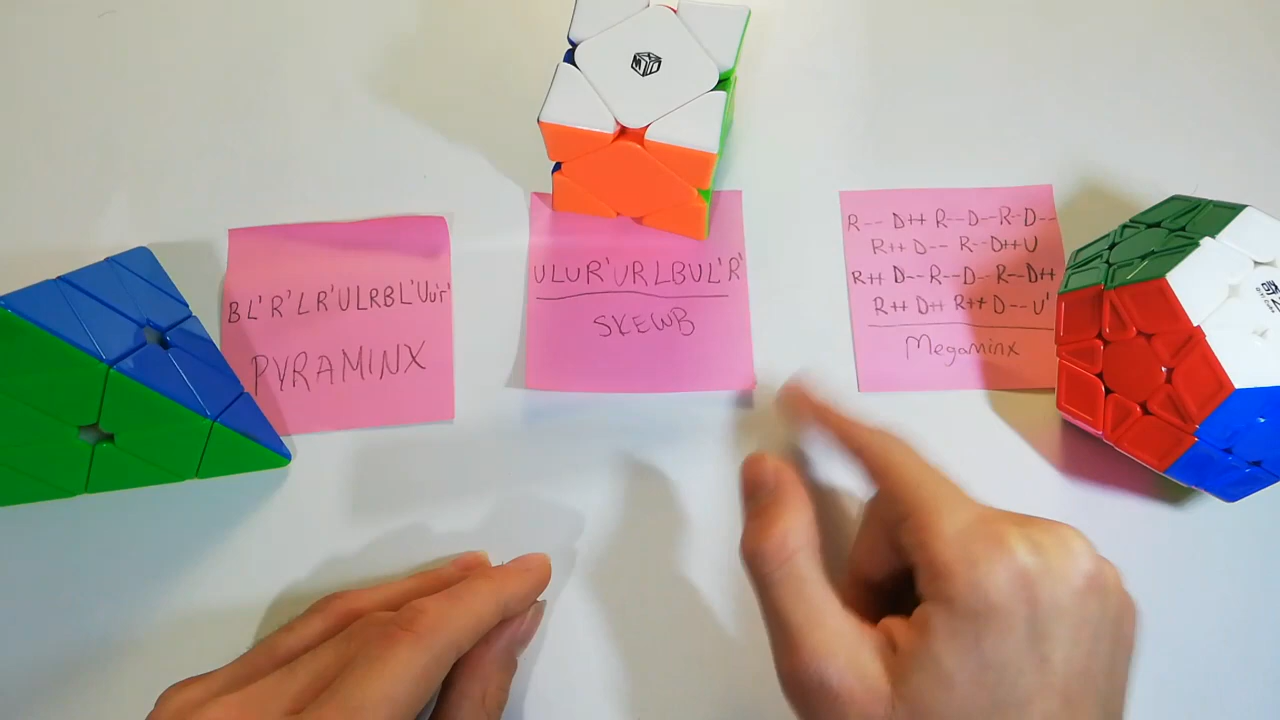 B L' R' L R' U L R B L' U u' r'
PYRAMINX
U L U R' U R L B U L' R'
SKEWB
R-- D++ R-- D-- R-- D--
R++ D-- R-- D++ U
R++ D-- R-- D-- R-- D++
R++ D++ R++ D-- U'
Megaminx